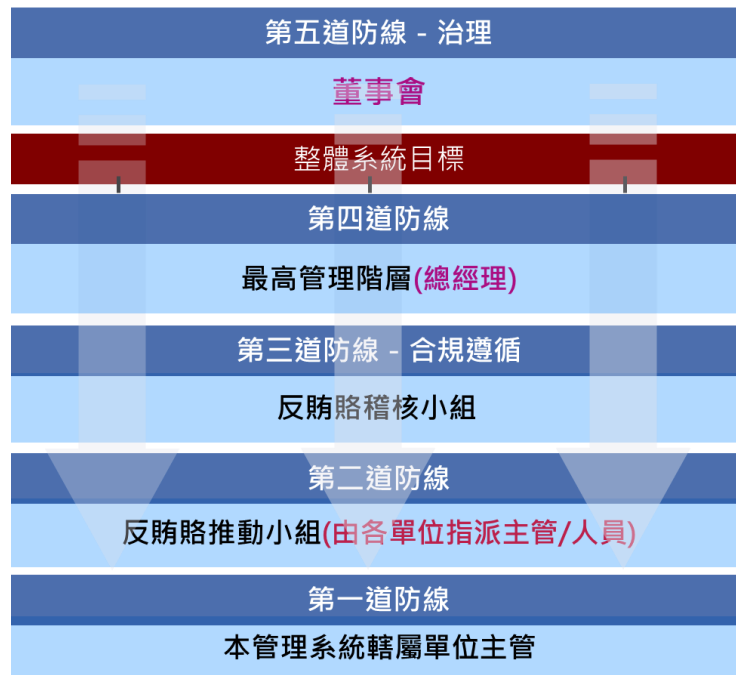 第五道防線 - 治理
董事會
整體系統目標
第四道防線
最高管理階層(總經理)
第三道防線 - 合規遵循
反賄賂稽核小組
第二道防線
反賄賂推動小組(由各單位指派主管/人員)
第一道防線
本管理系統轄屬單位主管